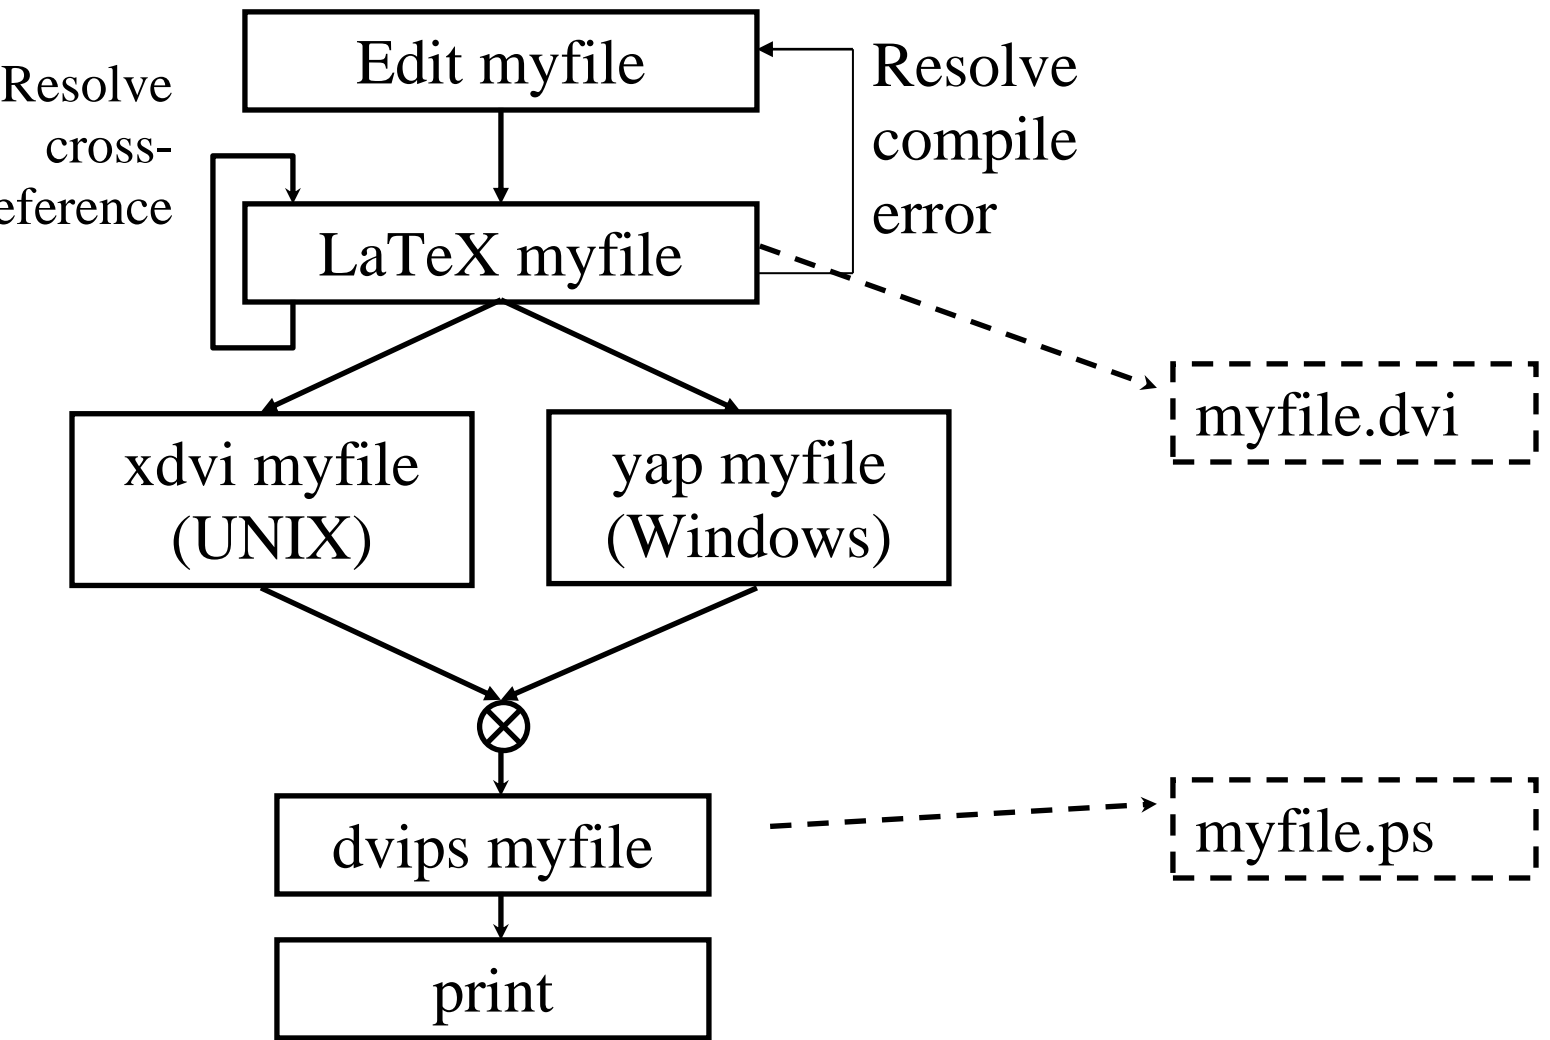 Edit myfile
Resolve
cross-
eference
Resolve
compile
error
LaTeX myfile
myfile.dvi
xdvi myfile
(UNIX)
yap myfile
(Windows)
dvips myfile
myfile.ps
print